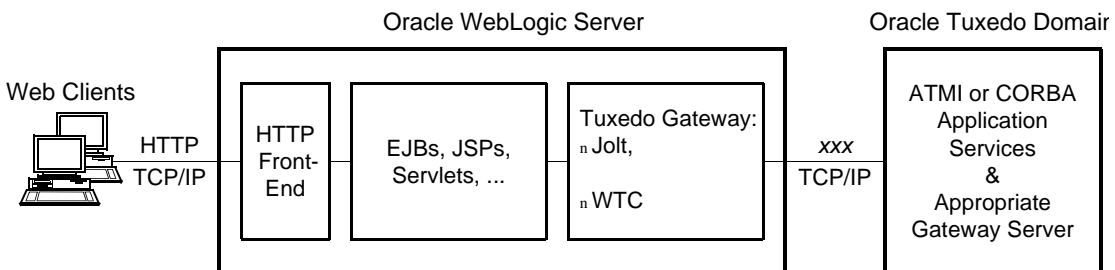 Oracle WebLogic Server
Oracle Tuxedo Domain
Web Clients
HTTP
TCP/IP
HTTP
Front-
End
EJBs, JSPs,
Servlets, ...
Tuxedo Gateway:
n Jolt,
n WTC
xxx
TCP/IP
ATMI or CORBA
Application
Services
&
Appropriate
Gateway Server